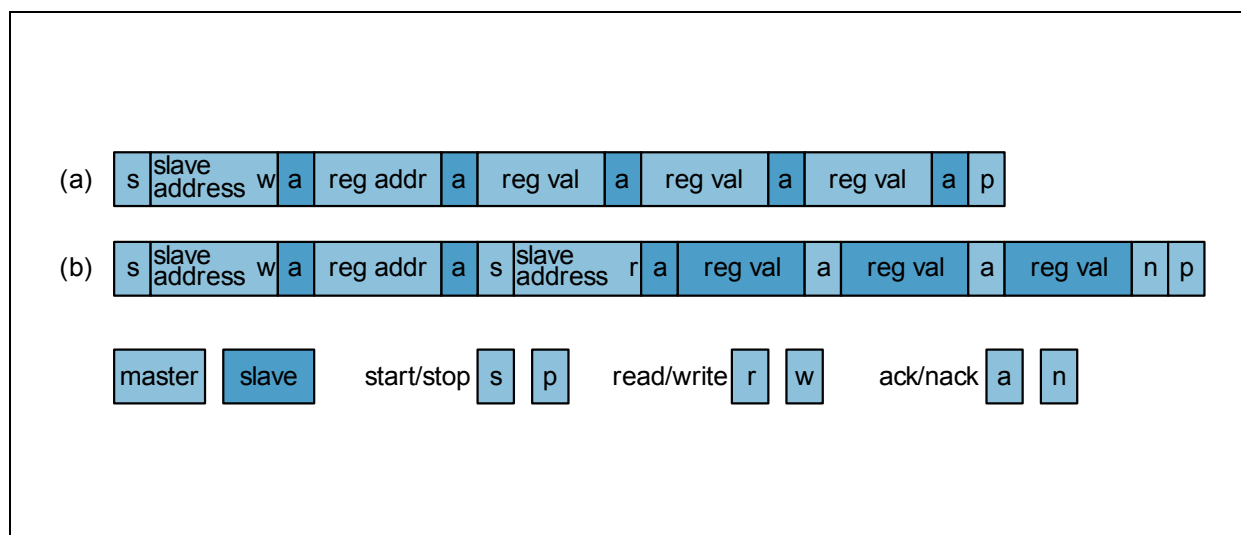 (a) s slave address w a reg addr a reg val a reg val a reg val a p
(b) s slave address w a reg addr a s slave address r a reg val a reg val a reg val n p
master slave start/stop s p read/write r w ack/nack a n